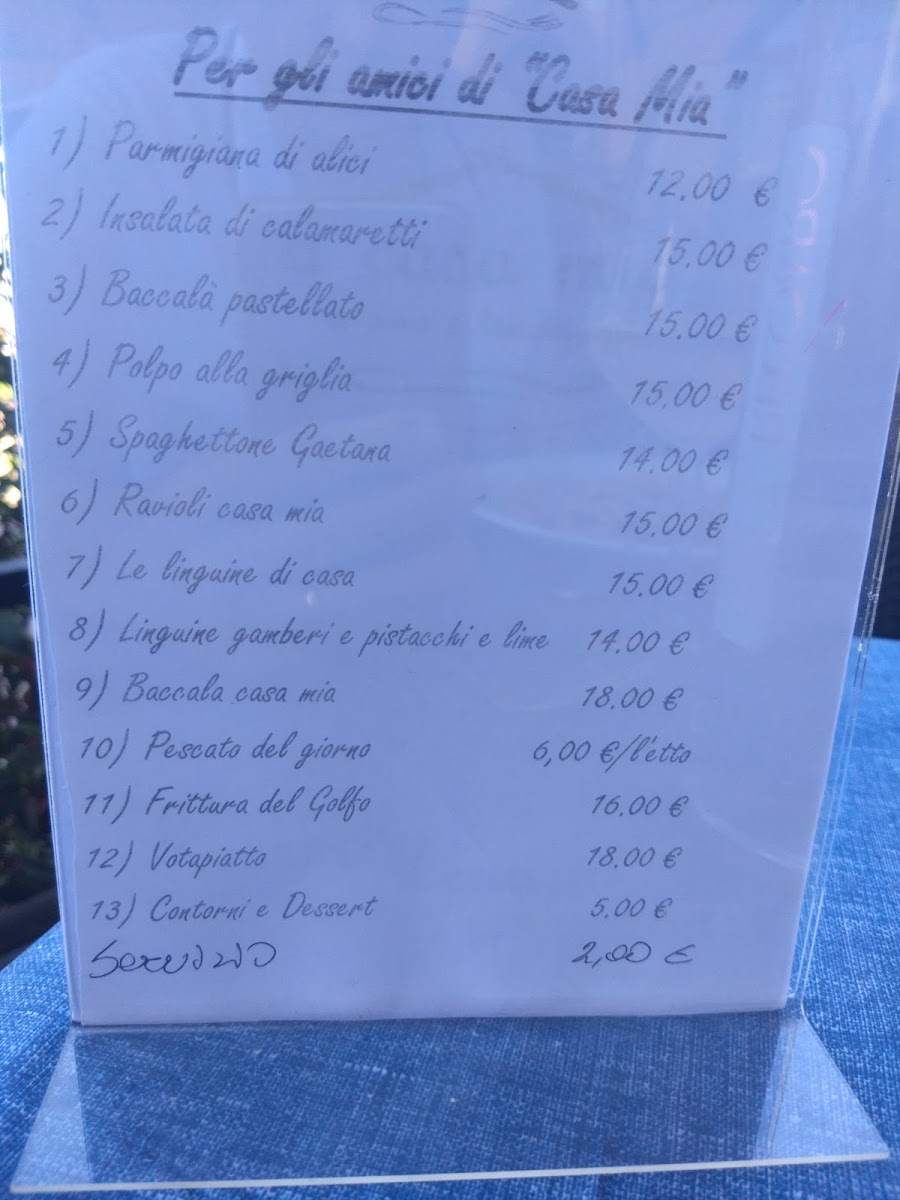 Per gli amici di "Casa Mia"
1) Parmigiana di alici 12.00 €
2) Insalata di calamaretti 15.00 €
3) Baccalà pastellato 15.00 €
4) Polpo alla griglia 15.00 €
5) Spaghettone Gaetana 14.00 €
6) Ravioli casa mia 15.00 €
7) Le linguine di casa 15.00 €
8) Linguine gamberi e pistacchi e lime 14.00 €
9) Baccala casa mia 18.00 €
10) Pescato del giorno 6,00 €/l'etto
11) Frittura del Golfo 16.00 €
12) Votapiatto 18.00 €
13) Contorni e Dessert 5.00 €
Servizio 2,00 €